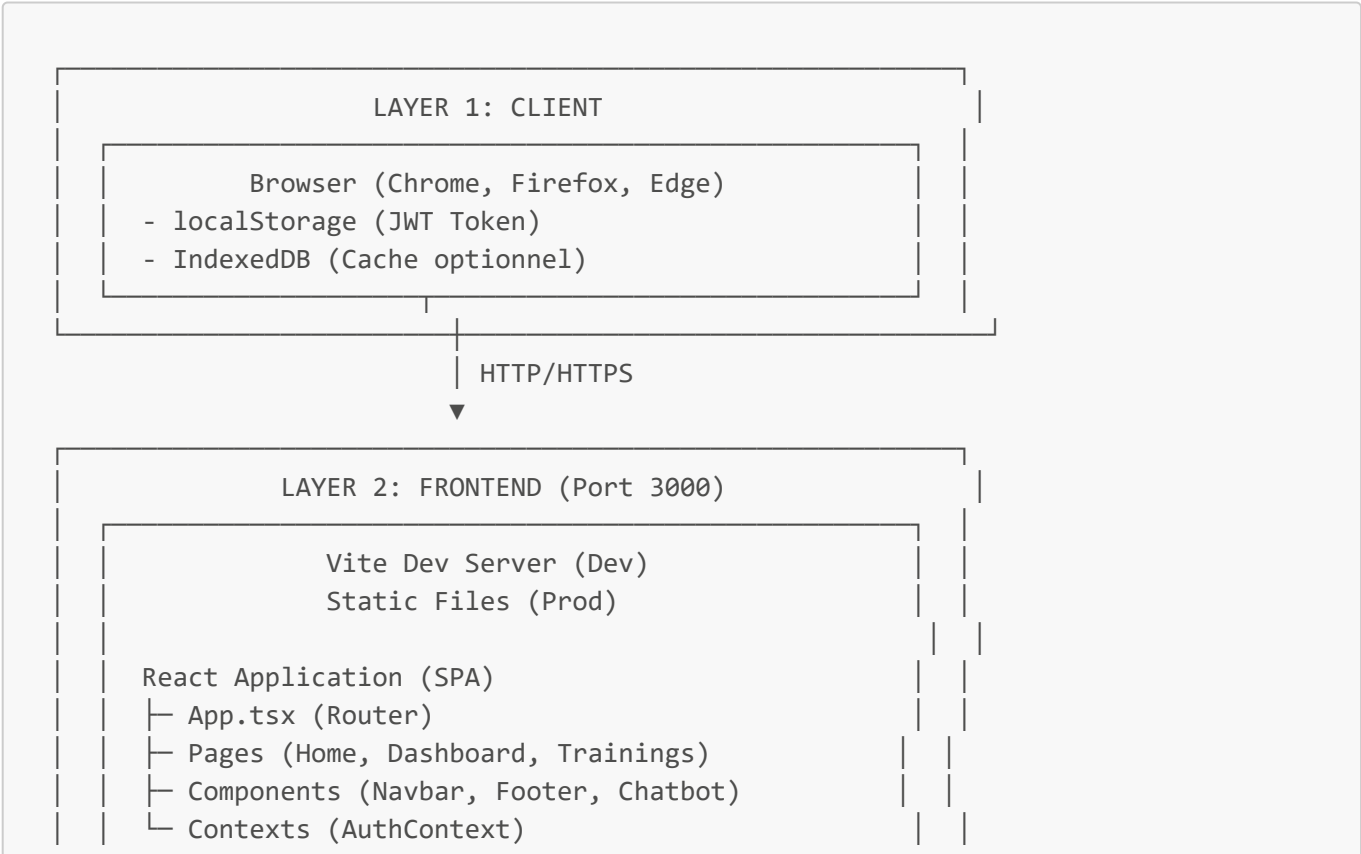 LAYER 1: CLIENT
Browser (Chrome, Firefox, Edge)
- localStorage (JWT Token)
- IndexedDB (Cache optionnel)
HTTP/HTTPS
▼
LAYER 2: FRONTEND (Port 3000)
Vite Dev Server (Dev)
Static Files (Prod)
React Application (SPA)
├─ App.tsx (Router)
├─ Pages (Home, Dashboard, Trainings)
├─ Components (Navbar, Footer, Chatbot)
└─ Contexts (AuthContext)